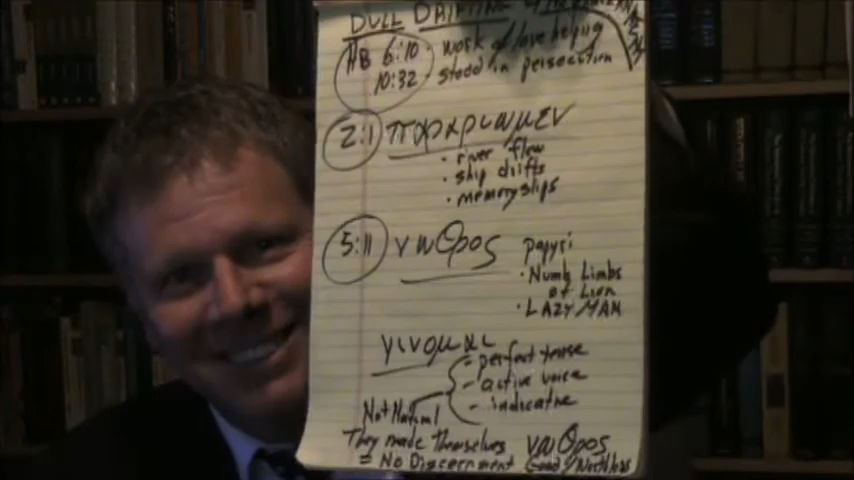 DULL DRIFTING
HB 6:10 · work of love helping
10:32 · stood in persecution
2:1 παραρυωμεν
· river flow
· ship drifts
· memory slips
5:11 νωθρος papyri
· Numb Limbs
of Lion
· LAZY MAN
γινομαι
- perfect tense
- active voice
- indicative
Not Natural
They made themselves νωθρος
= No Discernment Good